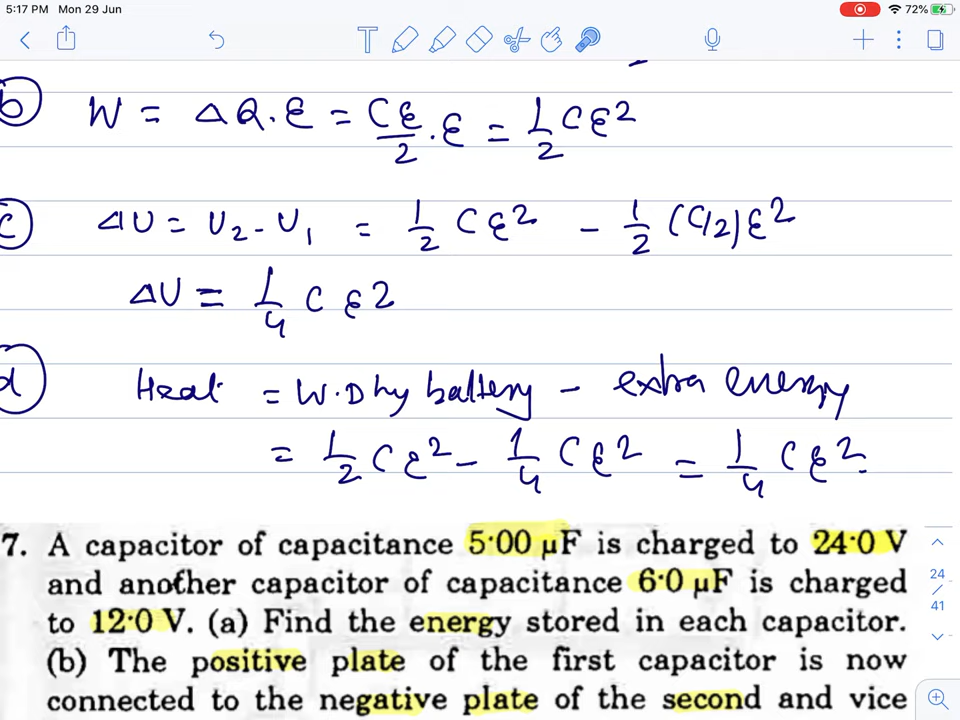 5:17 PM Mon 29 Jun
72%
b W = ΔQ.ε = Cε/2 . ε = 1/2 Cε²
c ΔU = U₂ - U₁ = 1/2 Cε² - 1/2 (C/2)ε²
ΔU = 1/4 Cε²
d Heat = W.D by battery - extra energy
= 1/2 Cε² - 1/4 Cε² = 1/4 Cε².
7. A capacitor of capacitance 5·00 μF is charged to 24·0 V
and another capacitor of capacitance 6·0 μF is charged
to 12·0 V. (a) Find the energy stored in each capacitor.
(b) The positive plate of the first capacitor is now
connected to the negative plate of the second and vice
24
/
41